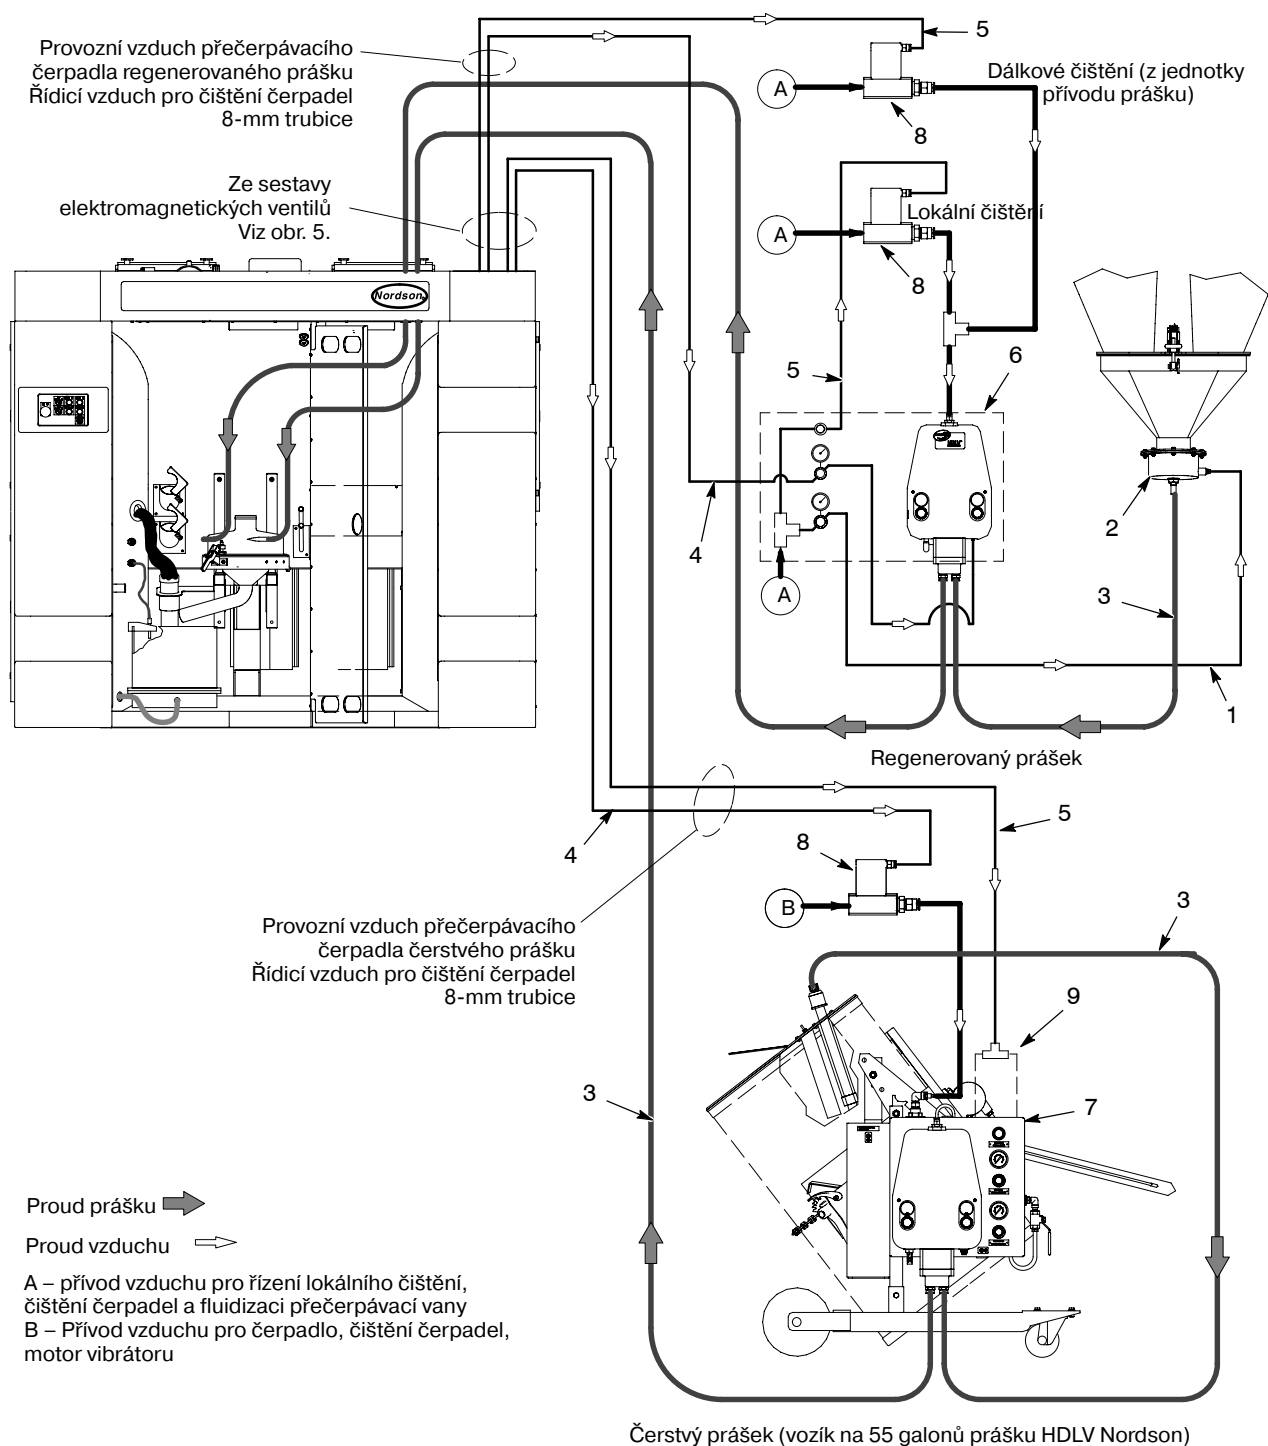 Provozní vzduch přečerpávacího
čerpadla regenerovaného prášku
Řídicí vzduch pro čištění čerpadel
8-mm trubice
5
Dálkové čištění (z jednotky
přívodu prášku)
A
8
Ze sestavy
elektromagnetických ventilů
Viz obr. 5.
Lokální čištění
A
8
Nordson
6
5
2
4
A
3
1
Regenerovaný prášek
5
4
8
B
3
Provozní vzduch přečerpávacího
čerpadla čerstvého prášku
Řídicí vzduch pro čištění čerpadel
8-mm trubice
9
3
7
Proud prášku
Proud vzduchu
A – přívod vzduchu pro řízení lokálního čištění,
čištění čerpadel a fluidizaci přečerpávací vany
B – Přívod vzduchu pro čerpadlo, čištění čerpadel,
motor vibrátoru
Čerstvý prášek (vozík na 55 galonů prášku HDLV Nordson)